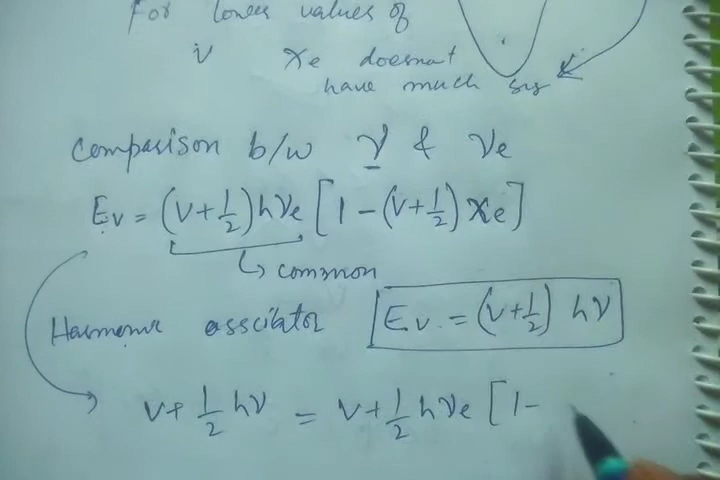 For lower values of
v xe doesnot
have much sig
Comparison b/w ν & νe
Ev = (v+1/2)hνe [1-(v+1/2)xe]
↳ common
Harmonic osscilator Ev = (v+1/2) hν
v+ 1/2 hν = v+1/2 hνe [1-